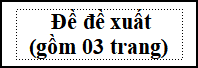 Đề đề xuất
(gồm 03 trang)